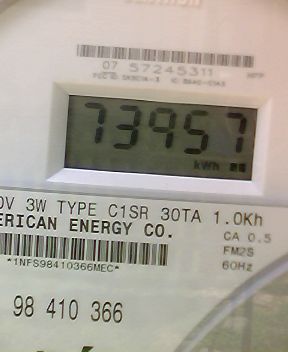 07 57245311
73957
kWh
0V 3W TYPE C1SR 30TA 1.0Kh
ERICAN ENERGY CO.
CA 0.5
FM2S
*1NFS98410366MEC*
60Hz
98 410 366